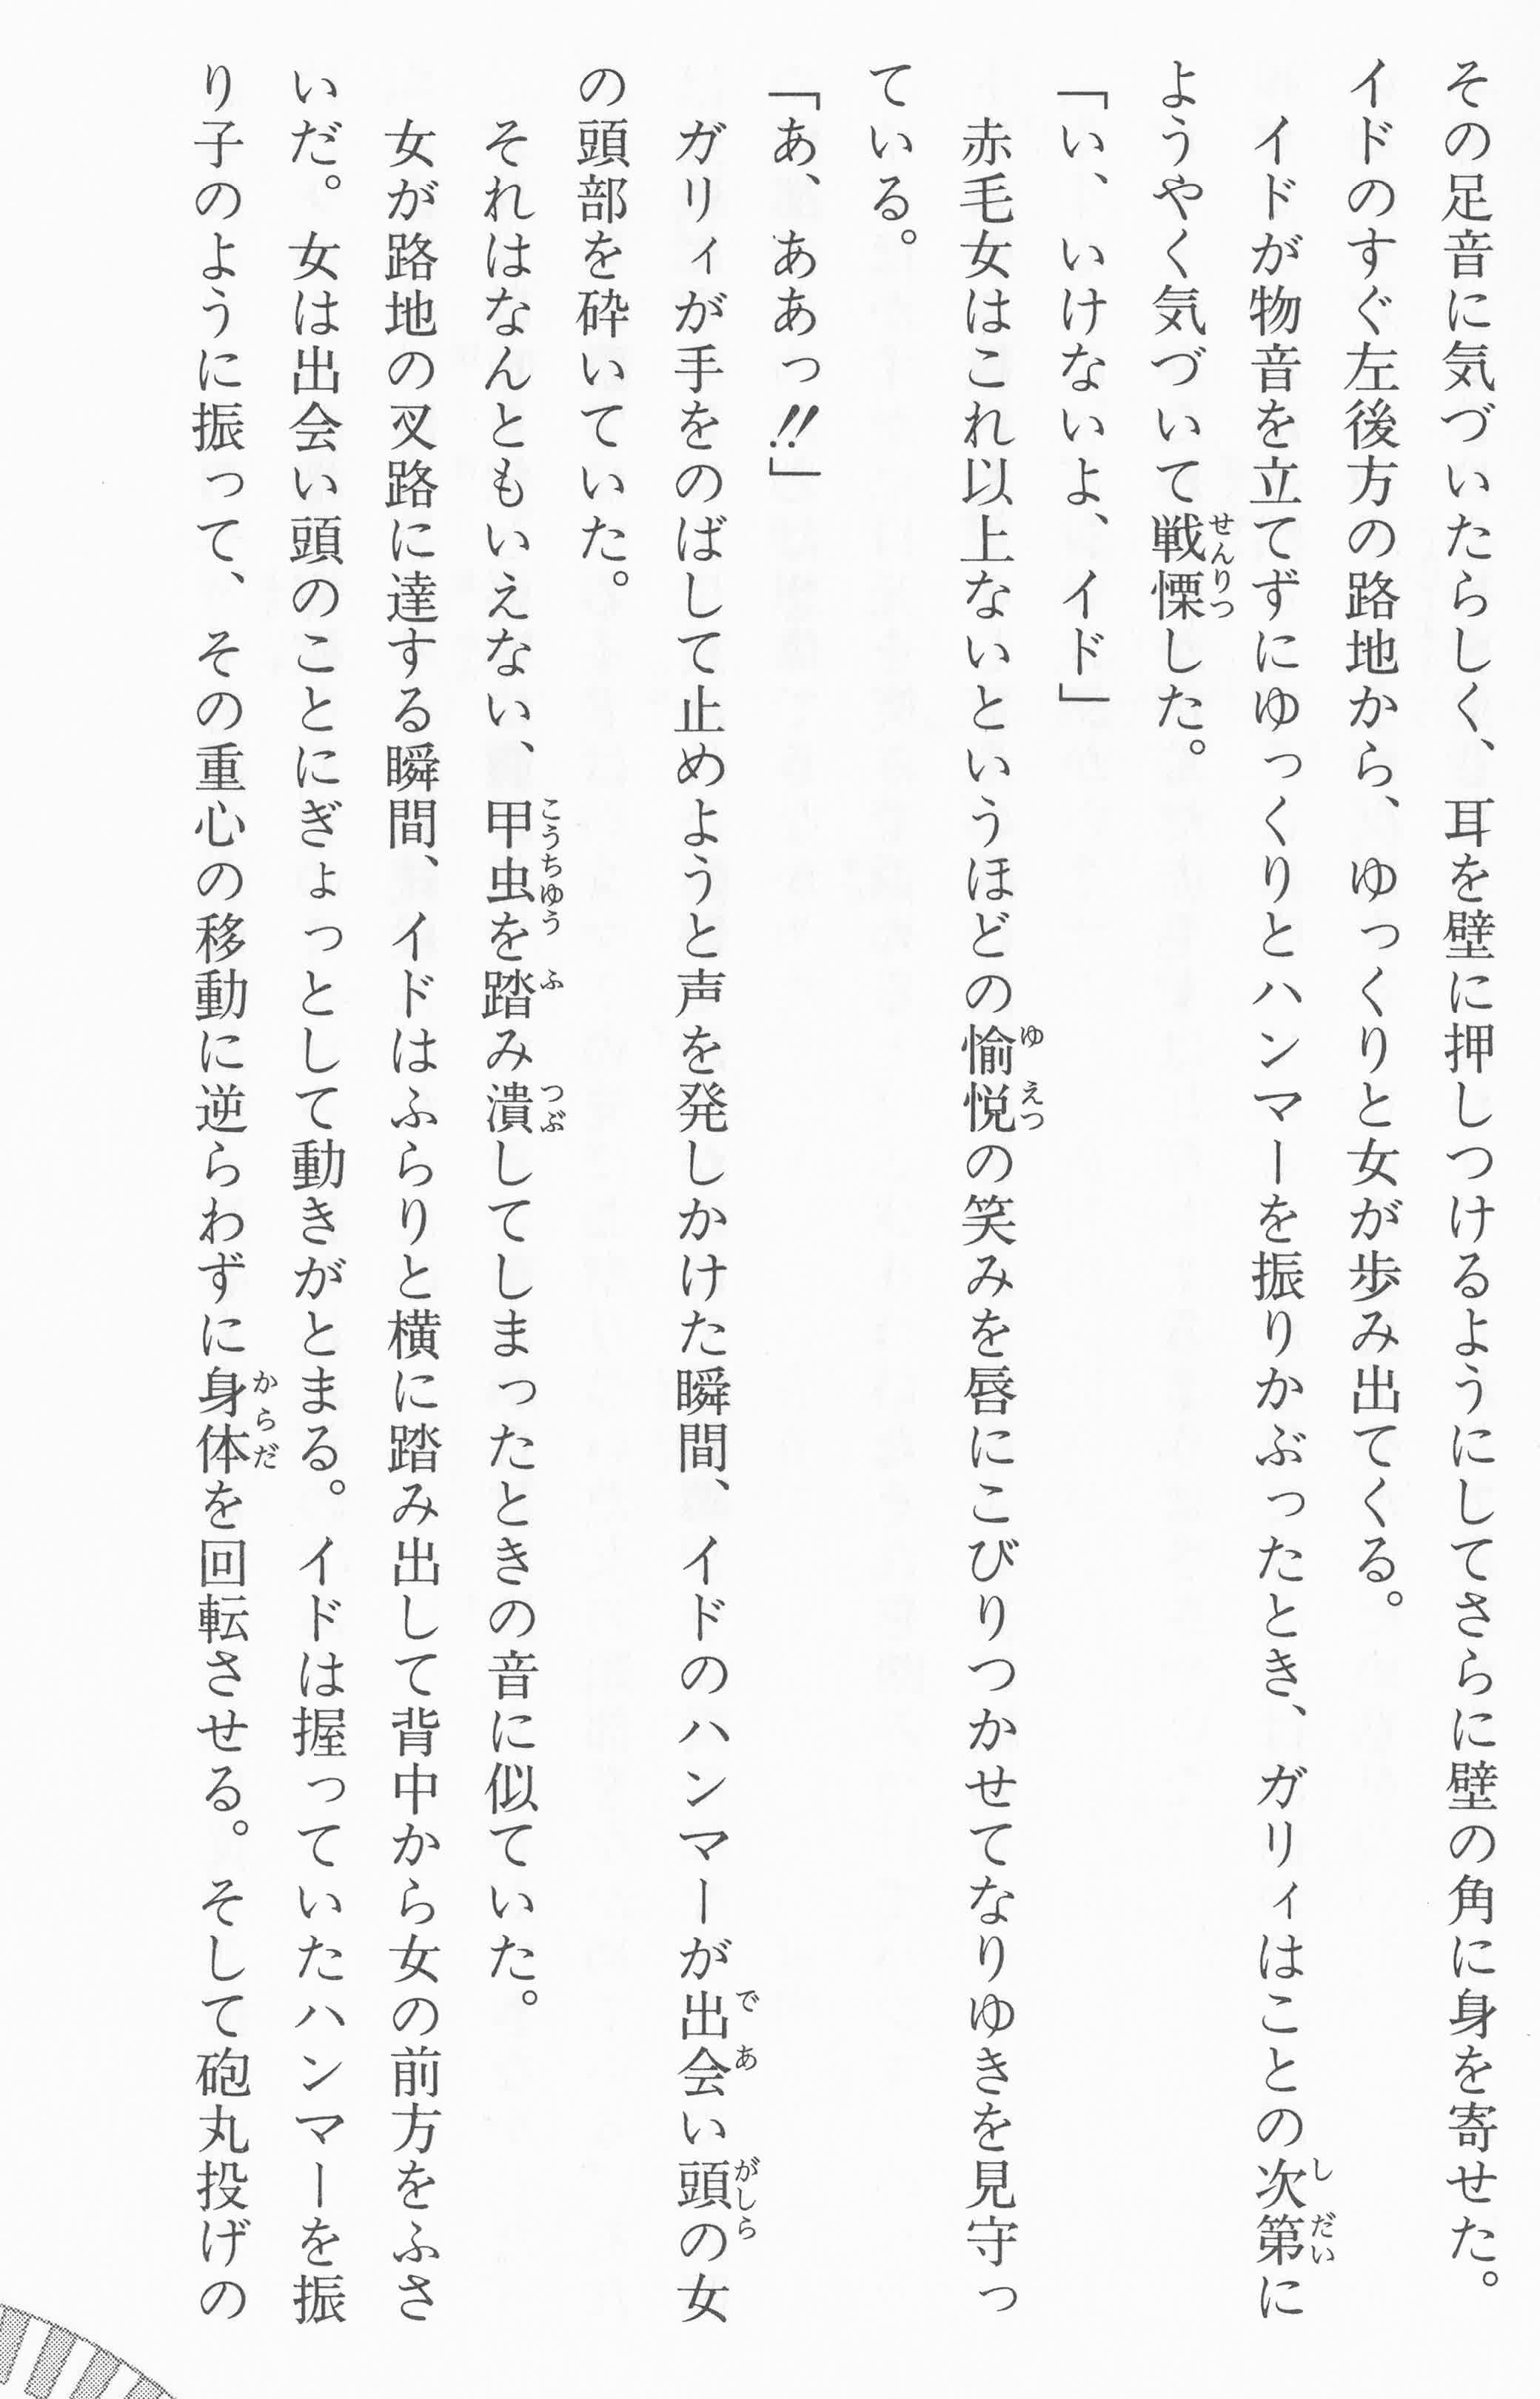 その足音に気づいたらしく、耳を壁に押しつけるようにしてさらに壁の角に身を寄せた。
イドのすぐ左後方の路地から、ゆっくりと女が歩み出てくる。
イドが物音を立てずにゆっくりとハンマーを振りかぶったとき、ガリィはことの次第に
ようやく気づいて戦慄した。
「い、いけないよ、イド」
赤毛女はこれ以上ないというほどの愉悦の笑みを唇にこびりつかせてなりゆきを見守っ
ている。
「あ、ああっ!!」
ガリィが手をのばして止めようと声を発しかけた瞬間、イドのハンマーが出会い頭の女
の頭部を砕いていた。
それはなんともいえない、甲虫を踏み潰してしまったときの音に似ていた。
女が路地の叉路に達する瞬間、イドはふらりと横に踏み出して背中から女の前方をふさ
いだ。女は出会い頭のことにぎょっとして動きがとまる。イドは握っていたハンマーを振
り子のように振って、その重心の移動に逆らわずに身体を回転させる。そして砲丸投げの